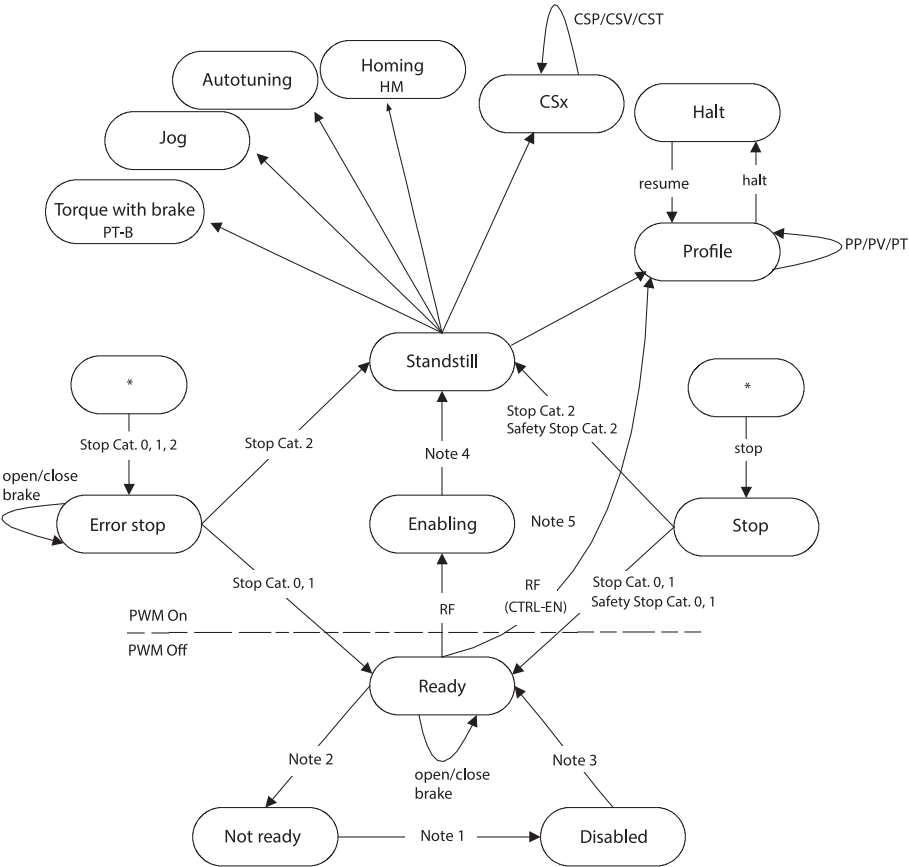 CSP/CSV/CST
Homing
HM
Autotuning
CSx
Halt
Jog
resume
halt
Torque with brake
PT-B
Profile
PP/PV/PT
Standstill
*
*
Stop Cat. 0, 1, 2
Stop Cat. 2
Stop Cat. 2
Safety Stop Cat. 2
stop
Note 4
open/close
brake
Error stop
Enabling
Note 5
Stop
Stop Cat. 0, 1
RF
RF
(CTRL-EN)
Stop Cat. 0, 1
Safety Stop Cat. 0, 1
PWM On
PWM Off
Ready
Note 2
open/close
brake
Note 3
Not ready
Note 1
Disabled